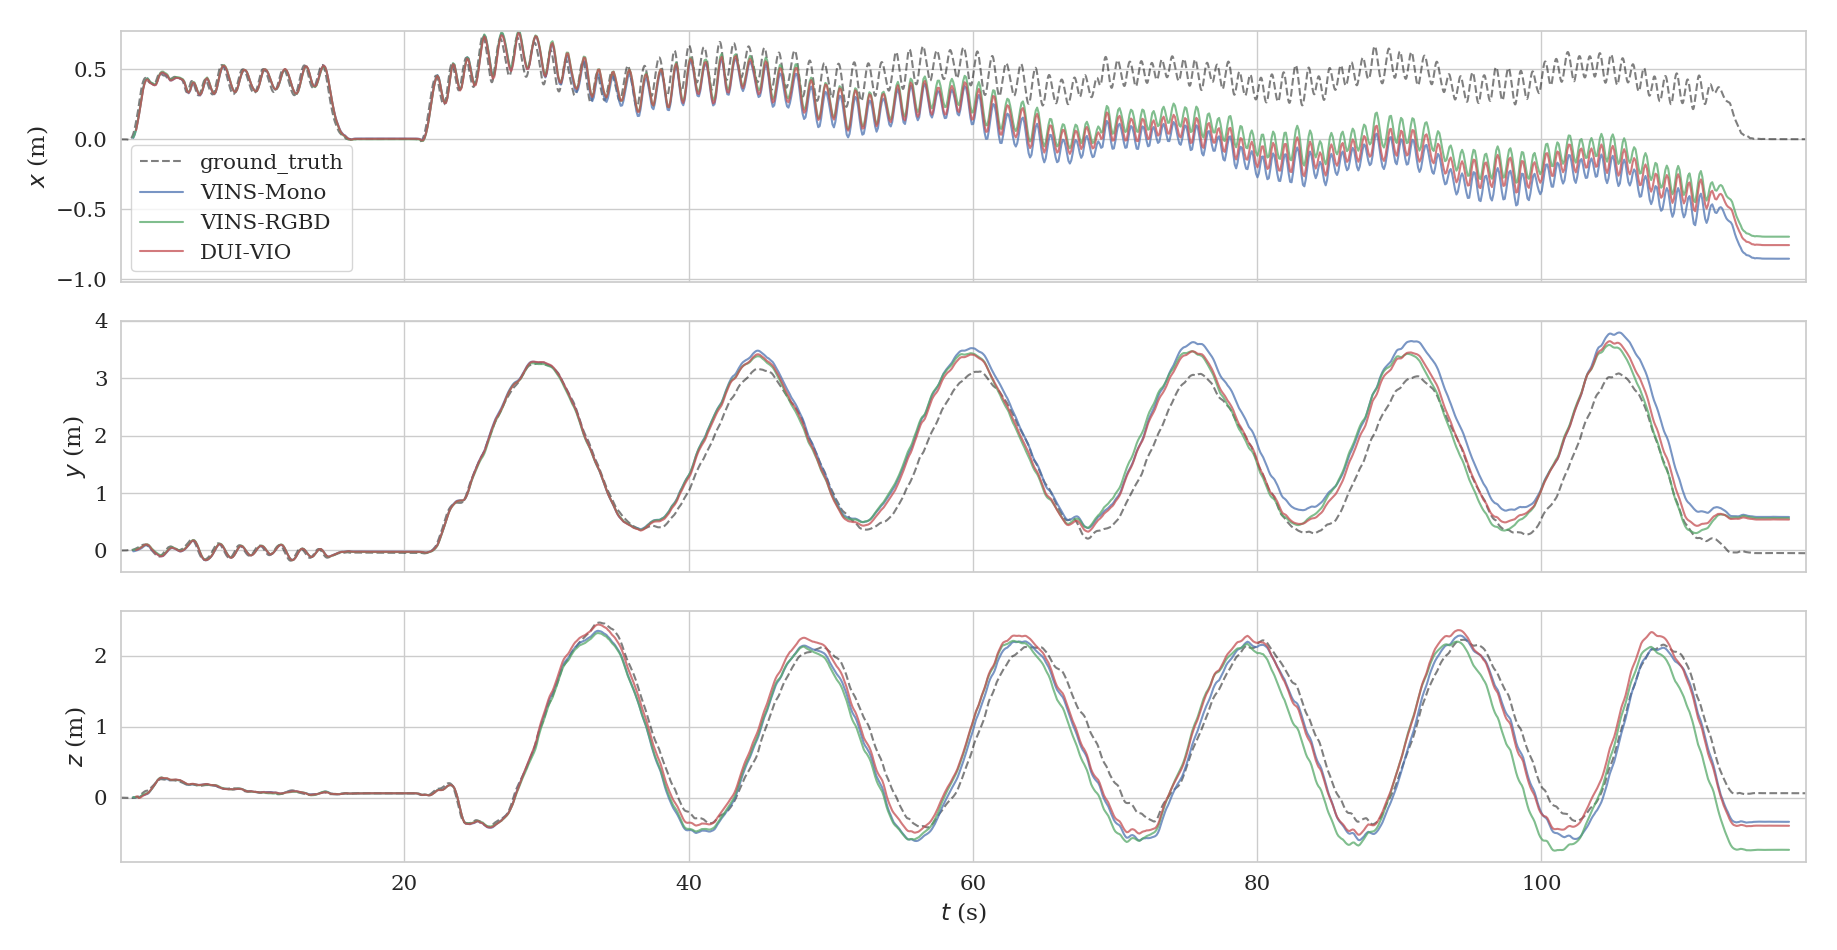 0.5
0.0
−0.5
−1.0
x (m)
ground_truth
VINS-Mono
VINS-RGBD
DUI-VIO
4
3
2
1
0
y (m)
2
1
0
z (m)
20 40 60 80 100
t (s)